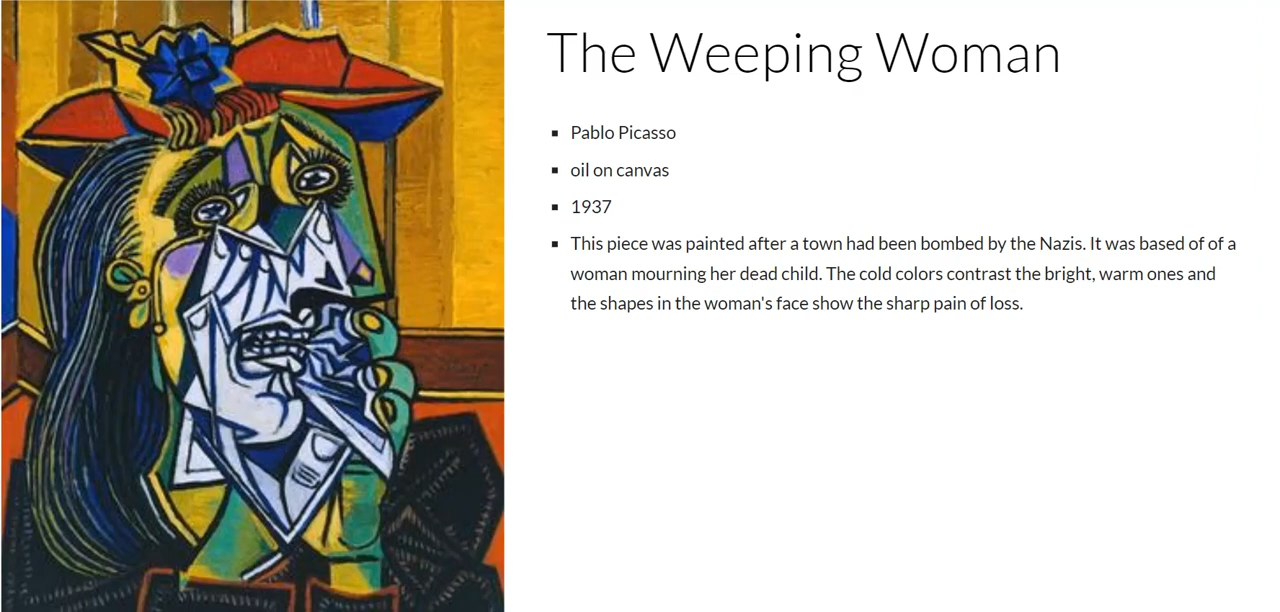 The Weeping Woman
Pablo Picasso
oil on canvas
1937
This piece was painted after a town had been bombed by the Nazis. It was based of of a
woman mourning her dead child. The cold colors contrast the bright, warm ones and
the shapes in the woman's face show the sharp pain of loss.